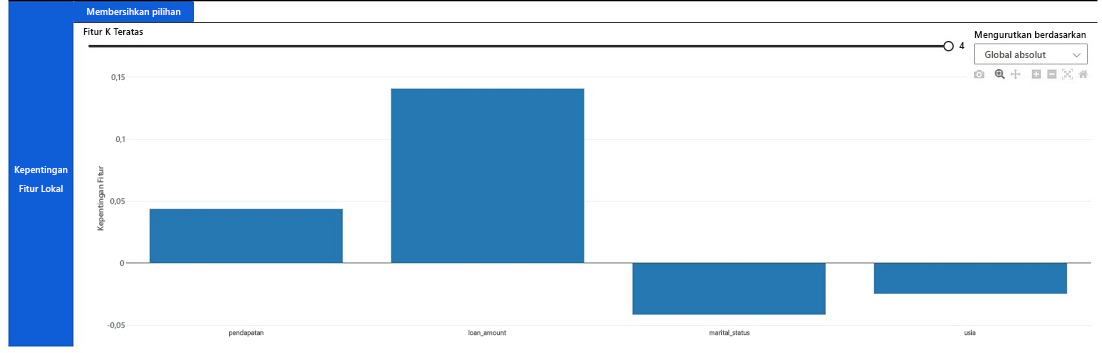 Membersihkan pilihan
Fitur K Teratas
4
Mengurutkan berdasarkan
Global absolut
Kepentingan
Fitur Lokal
Kepentingan Fitur
0,15
0,1
0,05
0
-0,05
pendapatan
loan_amount
marital_status
usia